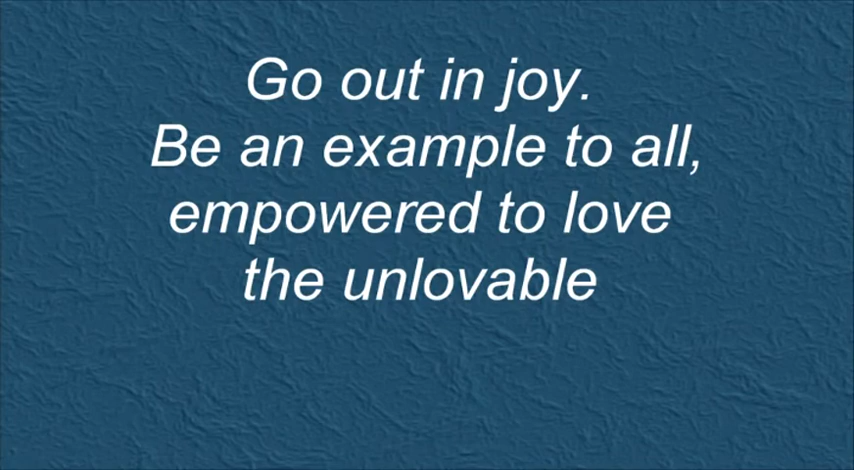 Go out in joy.
Be an example to all,
empowered to love
the unlovable